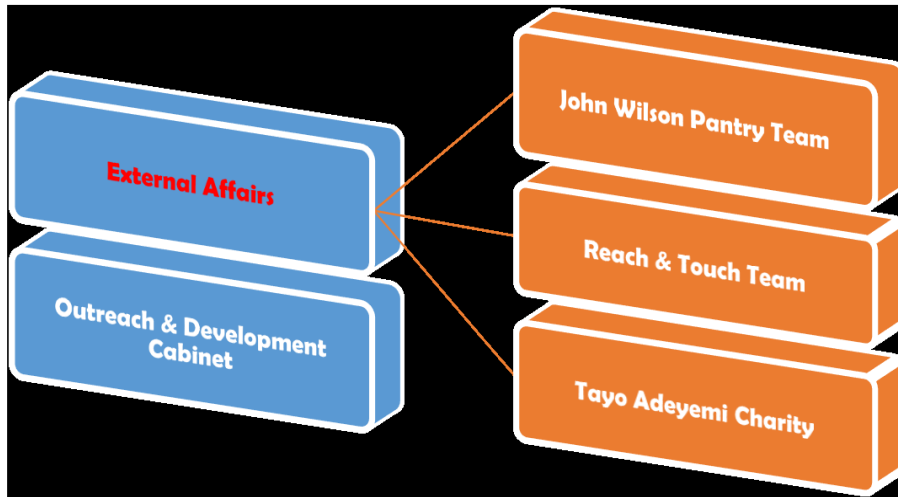 External Affairs
Outreach & Development
Cabinet
John Wilson Pantry Team
Reach & Touch Team
Tayo Adeyemi Charity